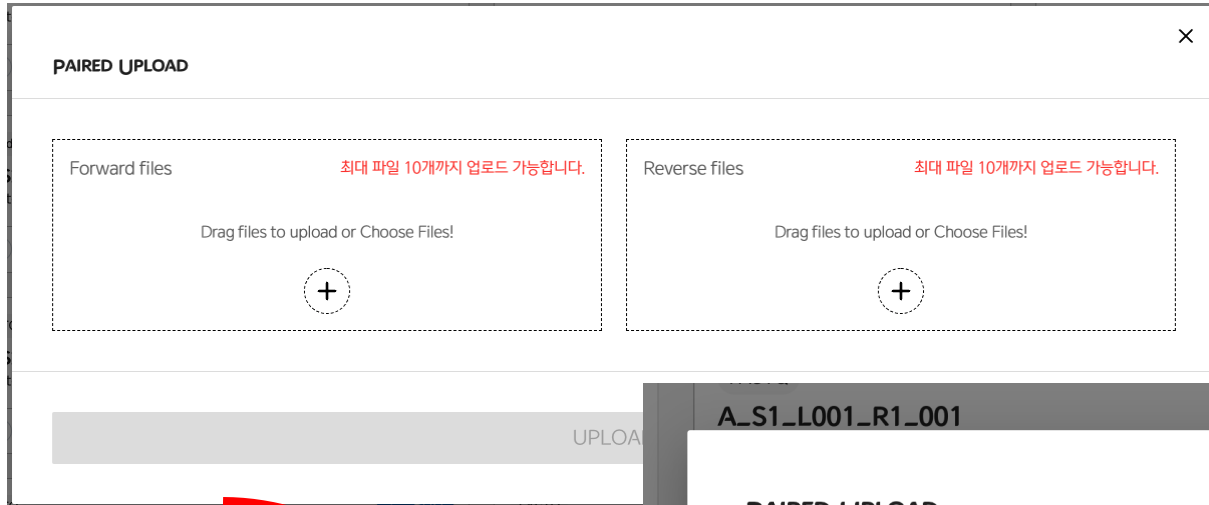 PAIRED UPLOAD
Forward files
최대 파일 10개까지 업로드 가능합니다.
Reverse files
최대 파일 10개까지 업로드 가능합니다.
Drag files to upload or Choose Files!
Drag files to upload or Choose Files!
A_S1_L001_R1_001
UPLOA
PAIRED UPLOAD